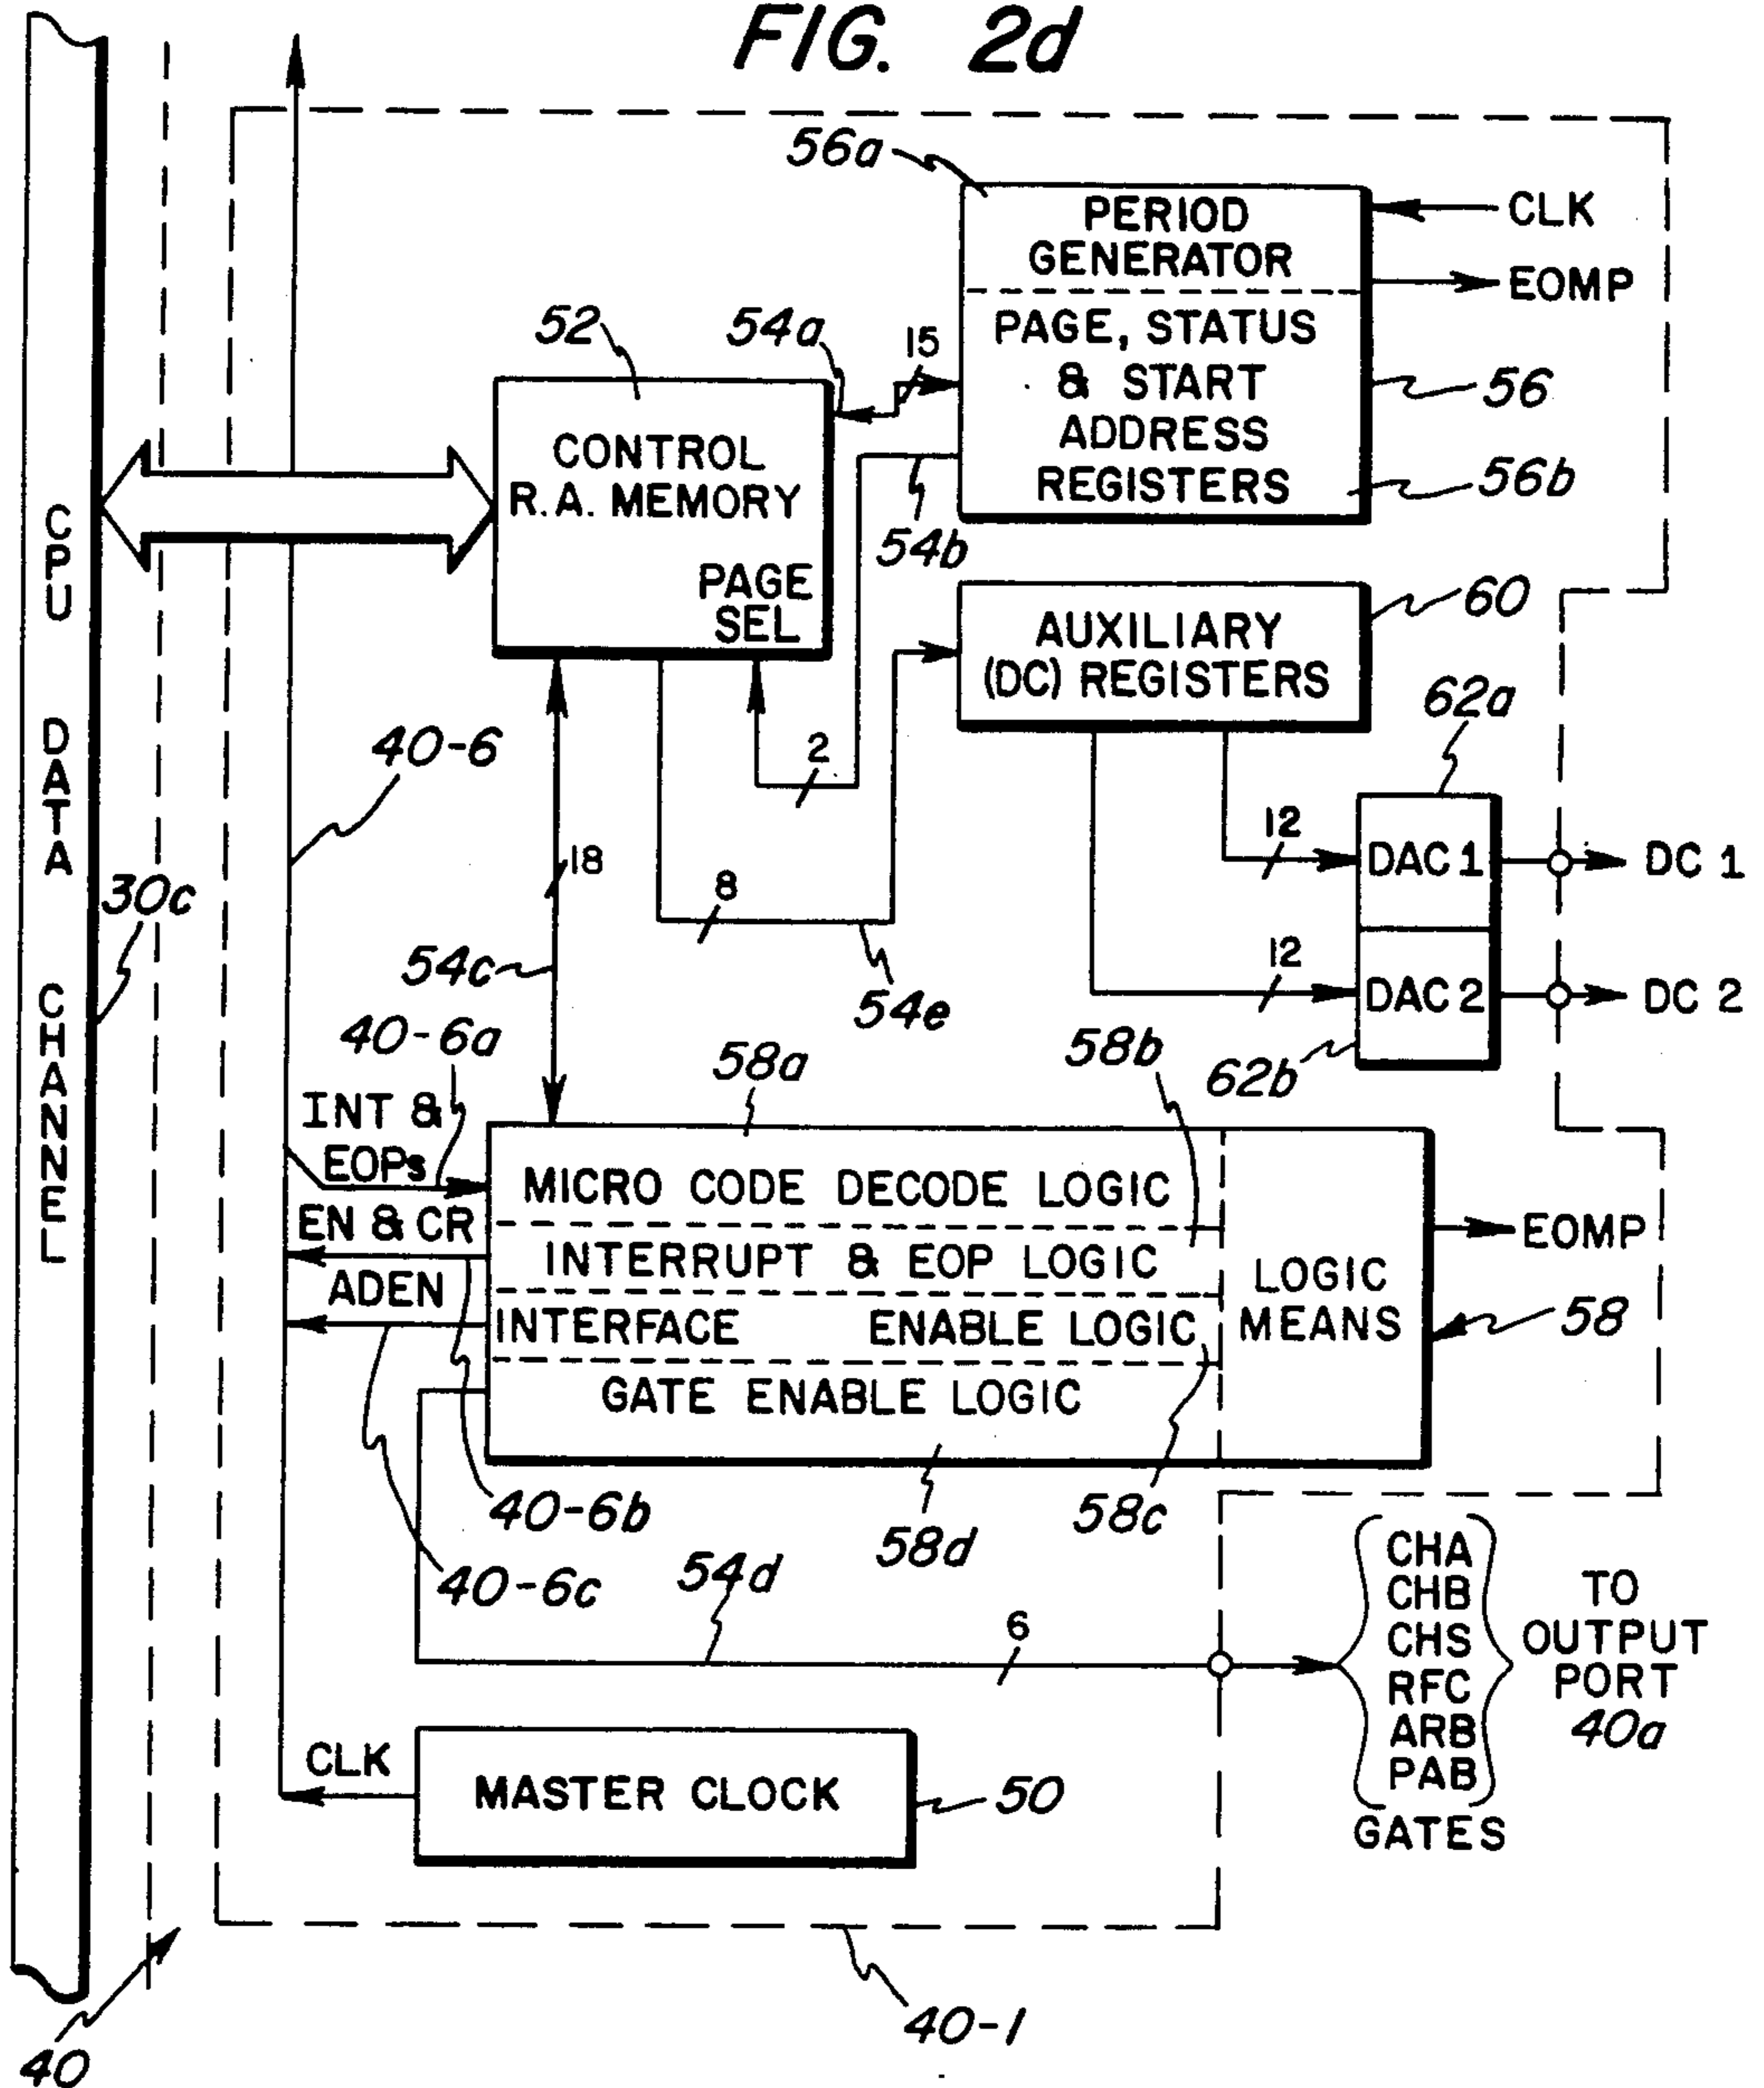 FIG. 2d
56a
PERIOD
GENERATOR
CLK
EOMP
PAGE, STATUS
& START
ADDRESS
REGISTERS
56
56b
52
54a
15
CONTROL
R.A. MEMORY
PAGE
SEL
54b
60
AUXILIARY
(DC) REGISTERS
CPU DATA CHANNEL
40-6
2
62a
30c
18
8
12
DAC 1
DC 1
54c
54e
12
DAC 2
DC 2
62b
40-6a
58a
58b
INT &
EOPs
MICRO CODE DECODE LOGIC
EN & CR
INTERRUPT & EOP LOGIC
EOMP
ADEN
INTERFACE ENABLE LOGIC
LOGIC
MEANS
58
GATE ENABLE LOGIC
40-6b
58d
58c
40-6c
54d
6
CHA
CHB
CHS
RFC
ARB
PAB
GATES
TO
OUTPUT
PORT
40a
CLK
MASTER CLOCK
50
40-1
40